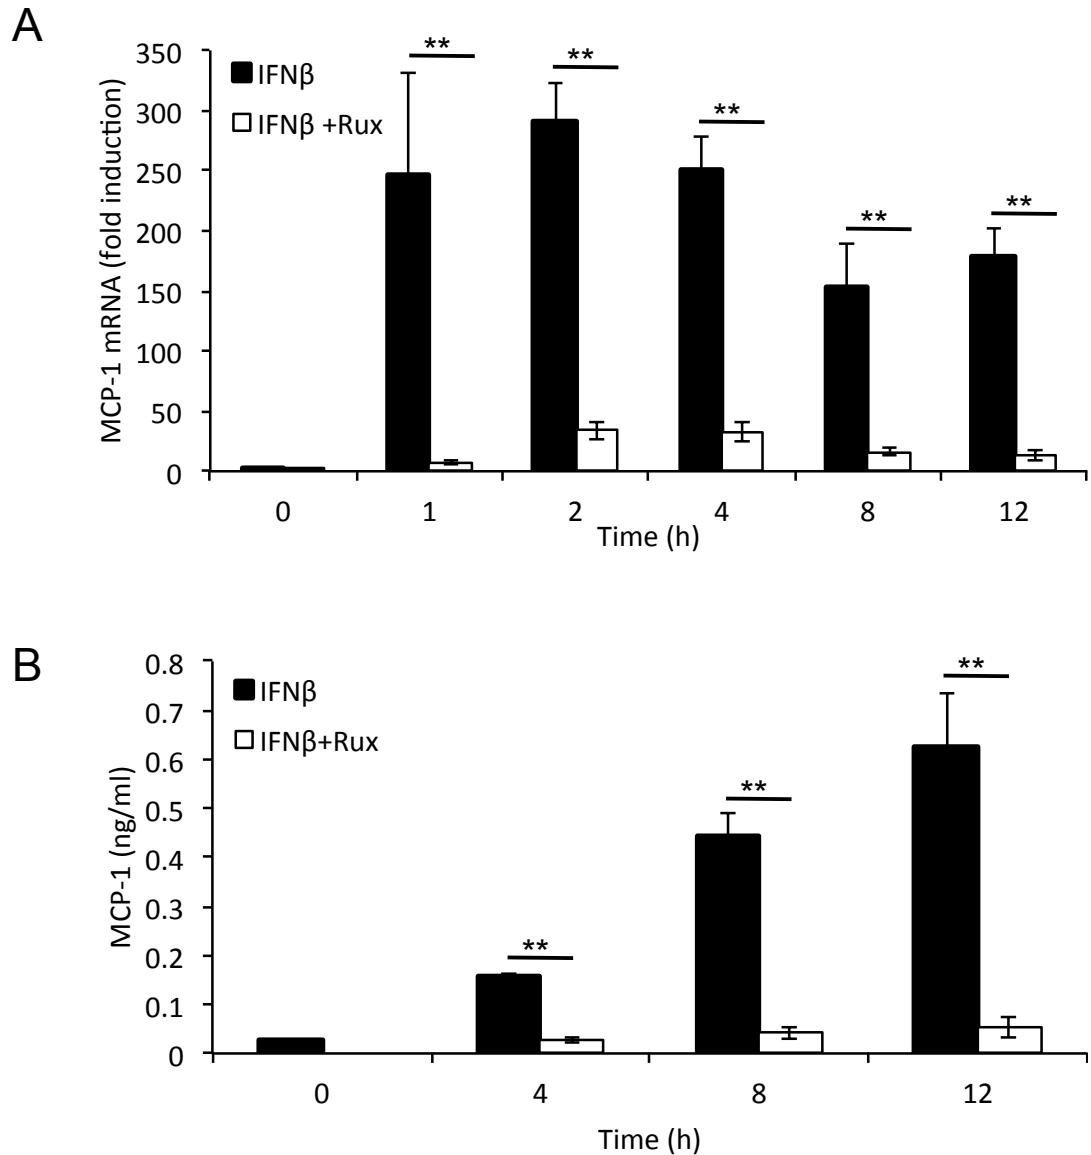 A
MCP-1 mRNA (fold induction)
350
300
250
200
150
100
50
0
IFNβ
IFNβ +Rux
**
**
**
**
**
0 1 2 4 8 12
Time (h)
B
MCP-1 (ng/ml)
0.8
0.7
0.6
0.5
0.4
0.3
0.2
0.1
0
IFNβ
IFNβ+Rux
**
**
**
0 4 8 12
Time (h)